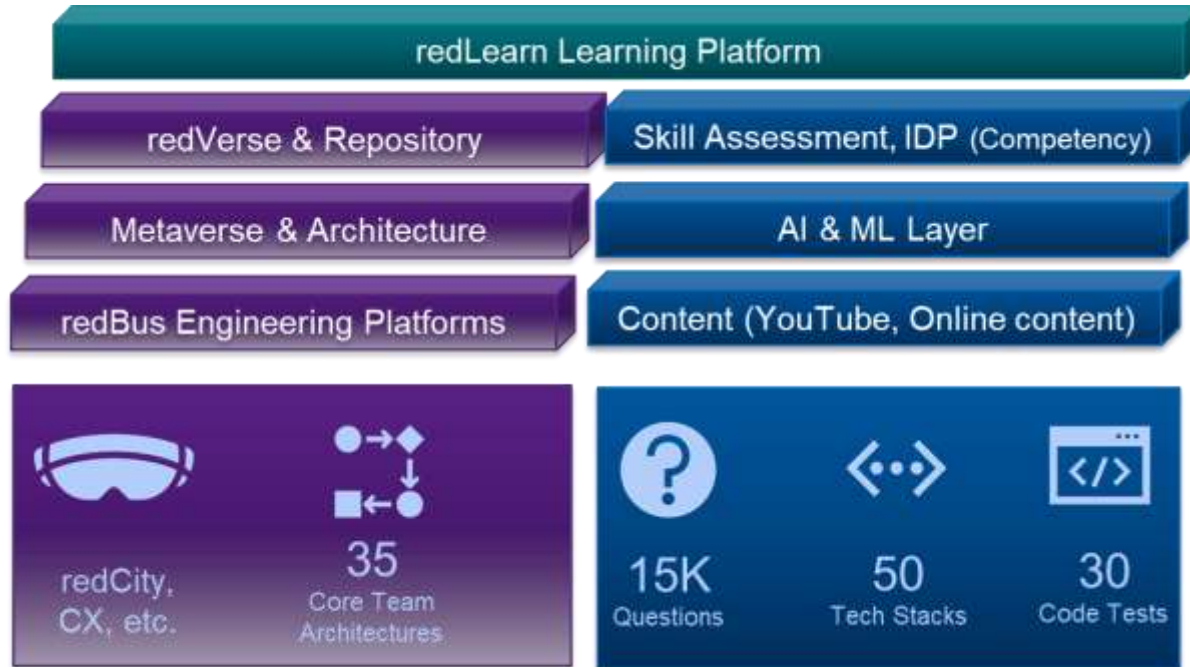 redLearn Learning Platform
redVerse & Repository
Skill Assessment, IDP (Competency)
Metaverse & Architecture
AI & ML Layer
redBus Engineering Platforms
Content (YouTube, Online content)
redCity,
CX, etc.
35
Core Team
Architectures
15K
Questions
50
Tech Stacks
30
Code Tests